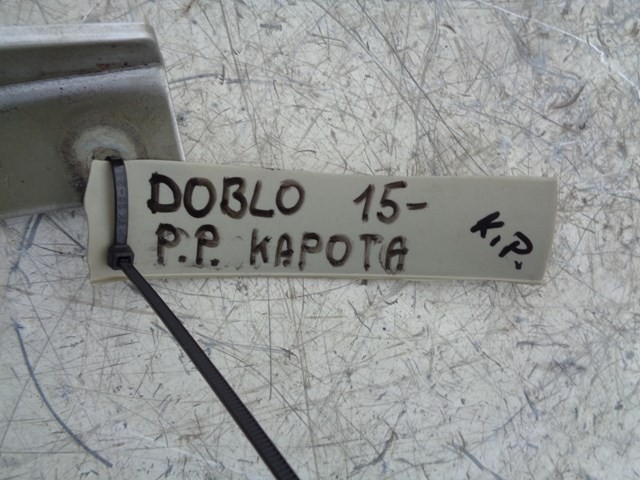 DOBLO 15-
P.P. KAPOTA
K.P.